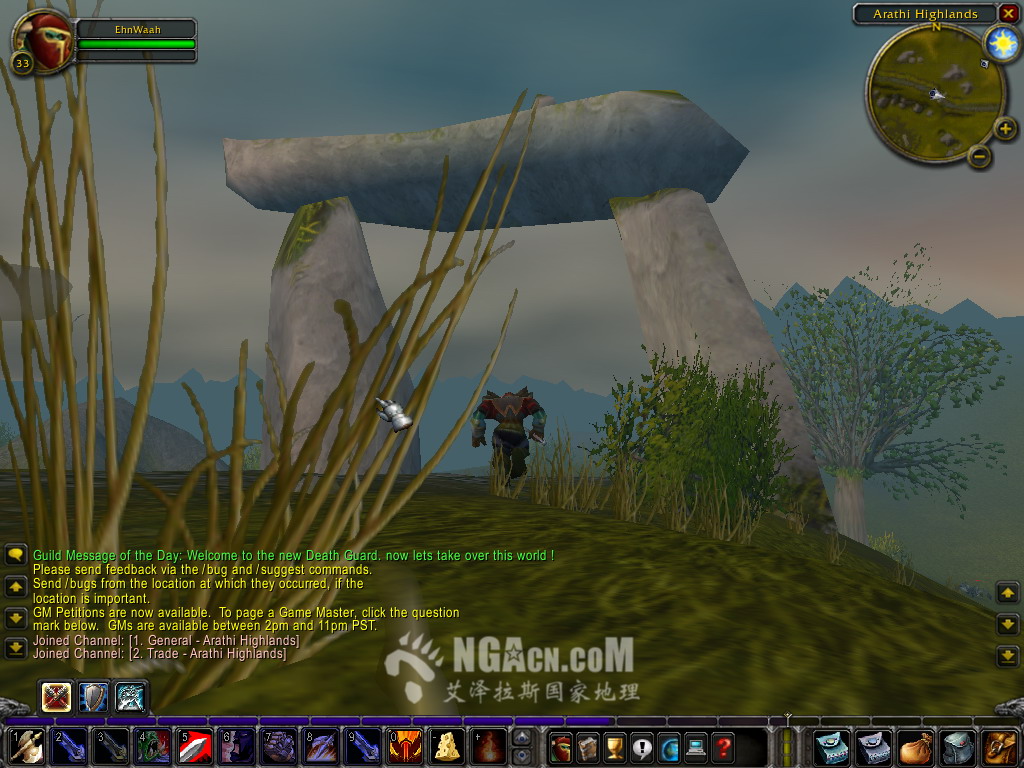 EhnWaah
33
Arathi Highlands
N
Guild Message of the Day: Welcome to the new Death Guard. now lets take over this world !
Please send feedback via the /bug and /suggest commands.
Send /bugs from the location at which they occurred, if the
location is important.
GM Petitions are now available.  To page a Game Master, click the question
mark below.  GMs are available between 2pm and 11pm PST.
Joined Channel: [1. General - Arathi Highlands]
Joined Channel: [2. Trade - Arathi Highlands]
NGACN.COM
艾泽拉斯国家地理
1 2 3 4 5 6 7 8 9 0 - +